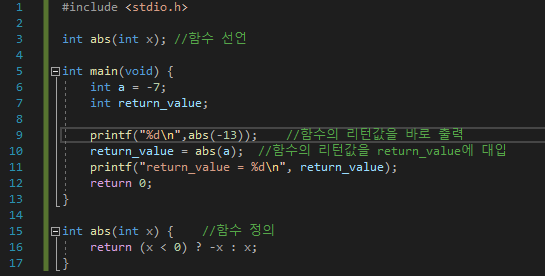 1 #include <stdio.h>
2
3 int abs(int x); //함수 선언
4
5 int main(void) {
6 int a = -7;
7 int return_value;
8
9 printf("%d\n",abs(-13)); //함수의 리턴값을 바로 출력
10 return_value = abs(a); //함수의 리턴값을 return_value에 대입
11 printf("return_value = %d\n", return_value);
12 return 0;
13 }
14
15 int abs(int x) { //함수 정의
16 return (x < 0) ? -x : x;
17 }